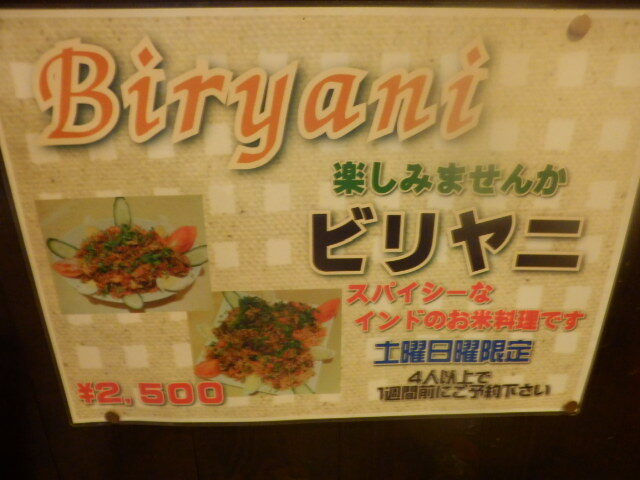 Biryani
楽しみませんか
ビリヤニ
スパイシーな
インドのお米料理です
土曜日曜限定
4人以上で
1週間前にご予約下さい
¥2,500